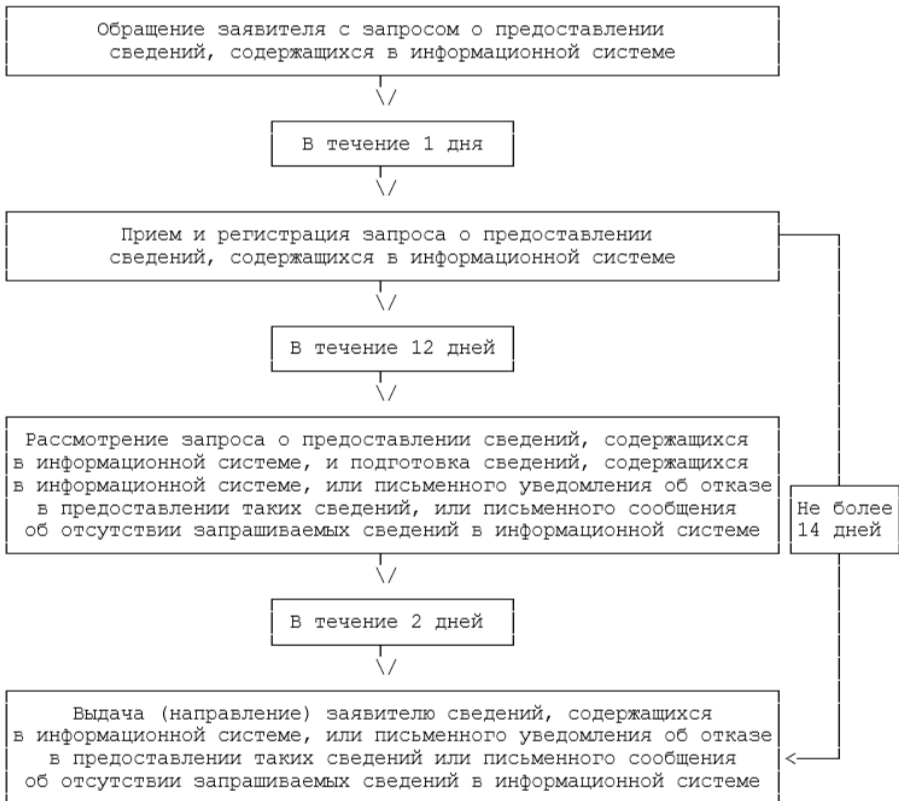 Обращение заявителя с запросом о предоставлении
сведений, содержащихся в информационной системе
В течение 1 дня
Прием и регистрация запроса о предоставлении
сведений, содержащихся в информационной системе
В течение 12 дней
Рассмотрение запроса о предоставлении сведений, содержащихся
в информационной системе, и подготовка сведений, содержащихся
в информационной системе, или письменного уведомления об отказе
в предоставлении таких сведений, или письменного сообщения
об отсутствии запрашиваемых сведений в информационной системе
Не более
14 дней
В течение 2 дней
Выдача (направление) заявителю сведений, содержащихся
в информационной системе, или письменного уведомления об отказе
в предоставлении таких сведений или письменного сообщения
об отсутствии запрашиваемых сведений в информационной системе